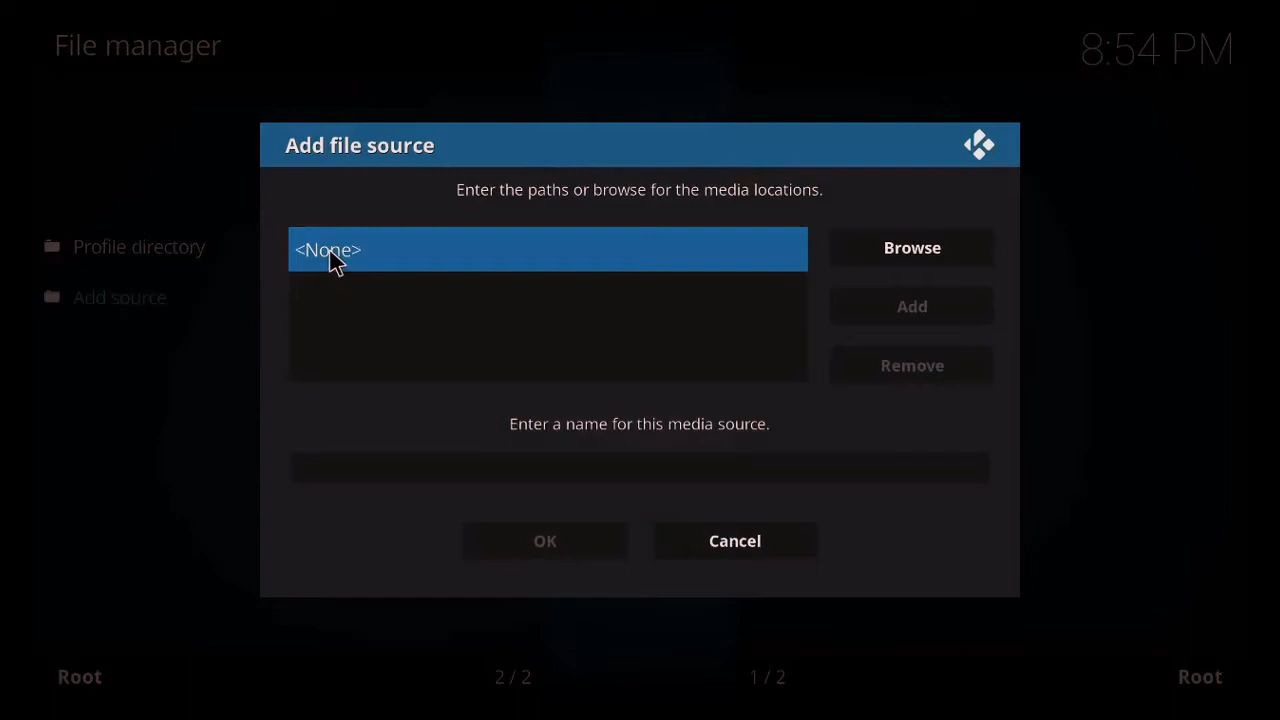 File manager
8:54 PM
Add file source
Enter the paths or browse for the media locations.
<None>
Browse
Profile directory
Add source
Add
Remove
Enter a name for this media source.
OK
Cancel
Root
2 / 2
1 / 2
Root